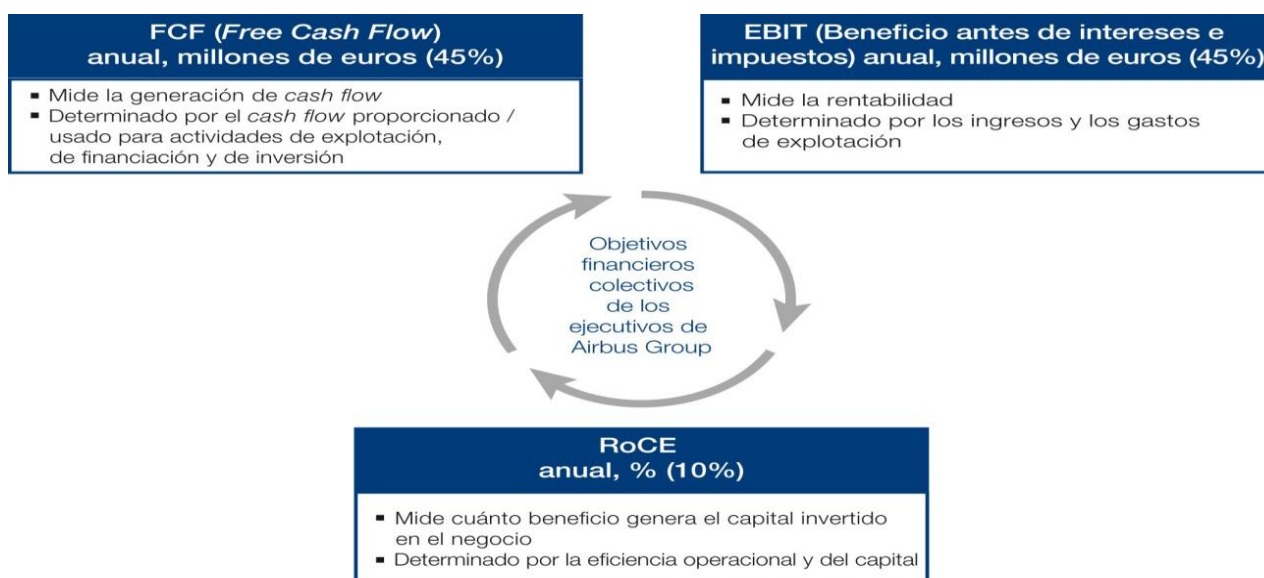 FCF (Free Cash Flow)
anual, millones de euros (45%)
▪ Mide la generación de cash flow
▪ Determinado por el cash flow proporcionado /
usado para actividades de explotación,
de financiación y de inversión
EBIT (Beneficio antes de intereses e
impuestos) anual, millones de euros (45%)
▪ Mide la rentabilidad
▪ Determinado por los ingresos y los gastos
de explotación
Objetivos
financieros
colectivos
de los
ejecutivos de
Airbus Group
RoCE
anual, % (10%)
▪ Mide cuánto beneficio genera el capital invertido
en el negocio
▪ Determinado por la eficiencia operacional y del capital